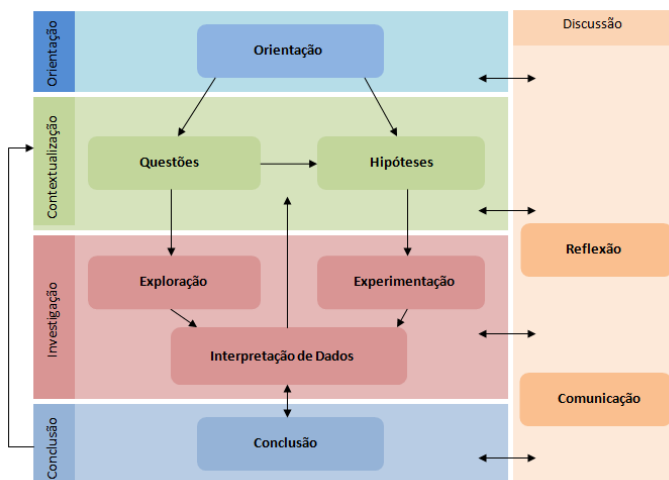 Orientação
Orientação
Discussão
Contextualização
Questões
Hipóteses
Reflexão
Investigação
Exploração
Experimentação
Interpretação de Dados
Comunicação
Conclusão
Conclusão